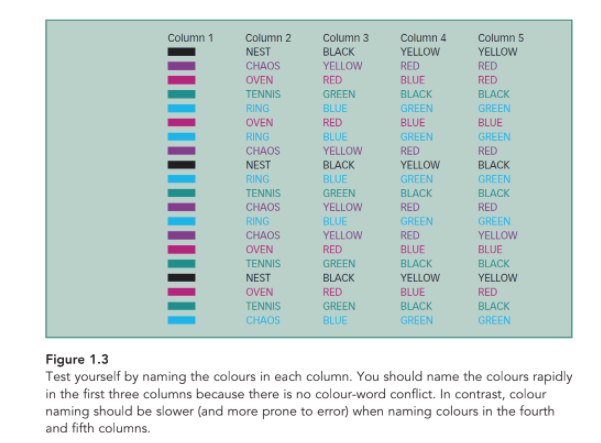 Column 1 Column 2 Column 3 Column 4 Column 5
NEST BLACK YELLOW YELLOW
CHAOS YELLOW RED RED
OVEN RED BLUE RED
TENNIS GREEN BLACK BLACK
RING BLUE GREEN GREEN
OVEN RED BLUE BLUE
RING BLUE GREEN GREEN
CHAOS YELLOW RED RED
NEST BLACK YELLOW BLACK
RING BLUE GREEN GREEN
TENNIS GREEN BLACK BLACK
CHAOS YELLOW RED RED
RING BLUE GREEN GREEN
CHAOS YELLOW RED YELLOW
OVEN RED BLUE BLUE
TENNIS GREEN BLACK BLACK
NEST BLACK YELLOW YELLOW
OVEN RED BLUE RED
TENNIS GREEN BLACK BLACK
CHAOS BLUE GREEN GREEN
Figure 1.3
Test yourself by naming the colours in each column. You should name the colours rapidly
in the first three columns because there is no colour-word conflict. In contrast, colour
naming should be slower (and more prone to error) when naming colours in the fourth
and fifth columns.